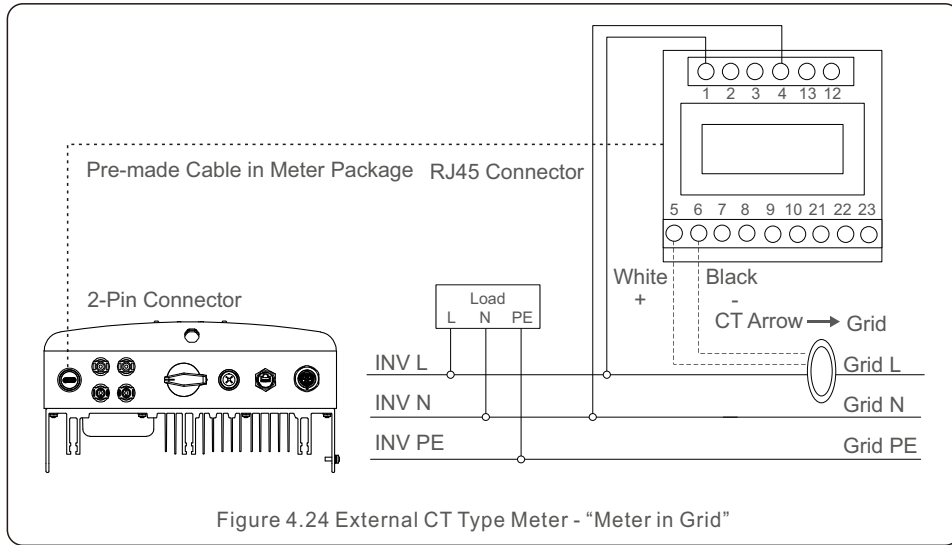 1 2 3 4 13 12
Pre-made Cable in Meter Package RJ45 Connector
5 6 7 8 9 10 21 22 23
White Black
+ -
2-Pin Connector
Load
L N PE
CT Arrow Grid
INV L Grid L
INV N Grid N
INV PE Grid PE
Figure 4.24 External CT Type Meter - "Meter in Grid"